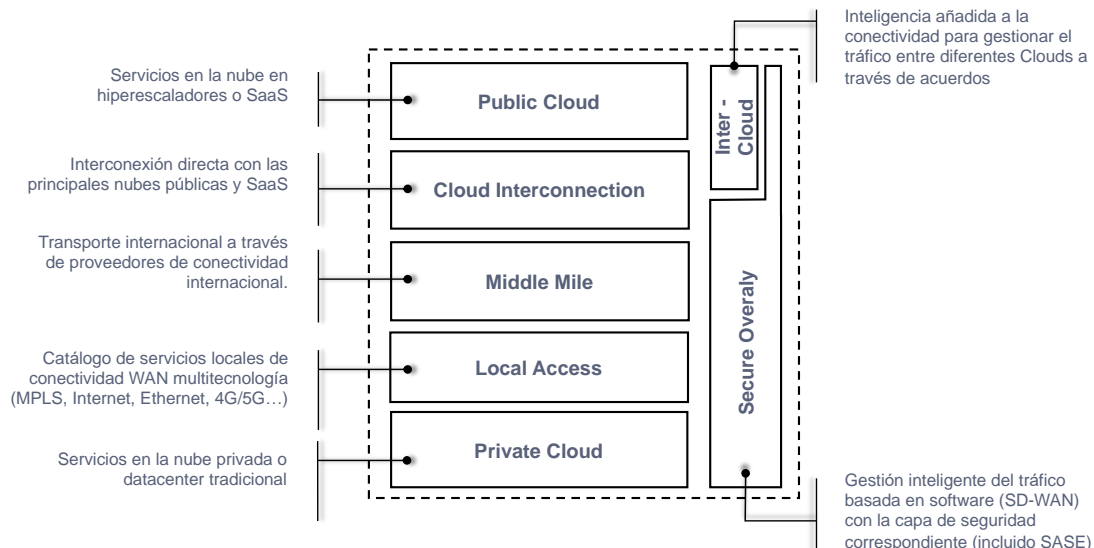 Servicios en la nube en
hiperescaladores o SaaS
Interconexión directa con las
principales nubes públicas y SaaS
Transporte internacional a través
de proveedores de conectividad
internacional.
Catálogo de servicios locales de
conectividad WAN multitecnología
(MPLS, Internet, Ethernet, 4G/5G…)
Servicios en la nube privada o
datacenter tradicional
Public Cloud
Cloud Interconnection
Middle Mile
Local Access
Private Cloud
Inter -
Cloud
Secure Overaly
Inteligencia añadida a la
conectividad para gestionar el
tráfico entre diferentes Clouds a
través de acuerdos
Gestión inteligente del tráfico
basada en software (SD-WAN)
con la capa de seguridad
correspondiente (incluido SASE)